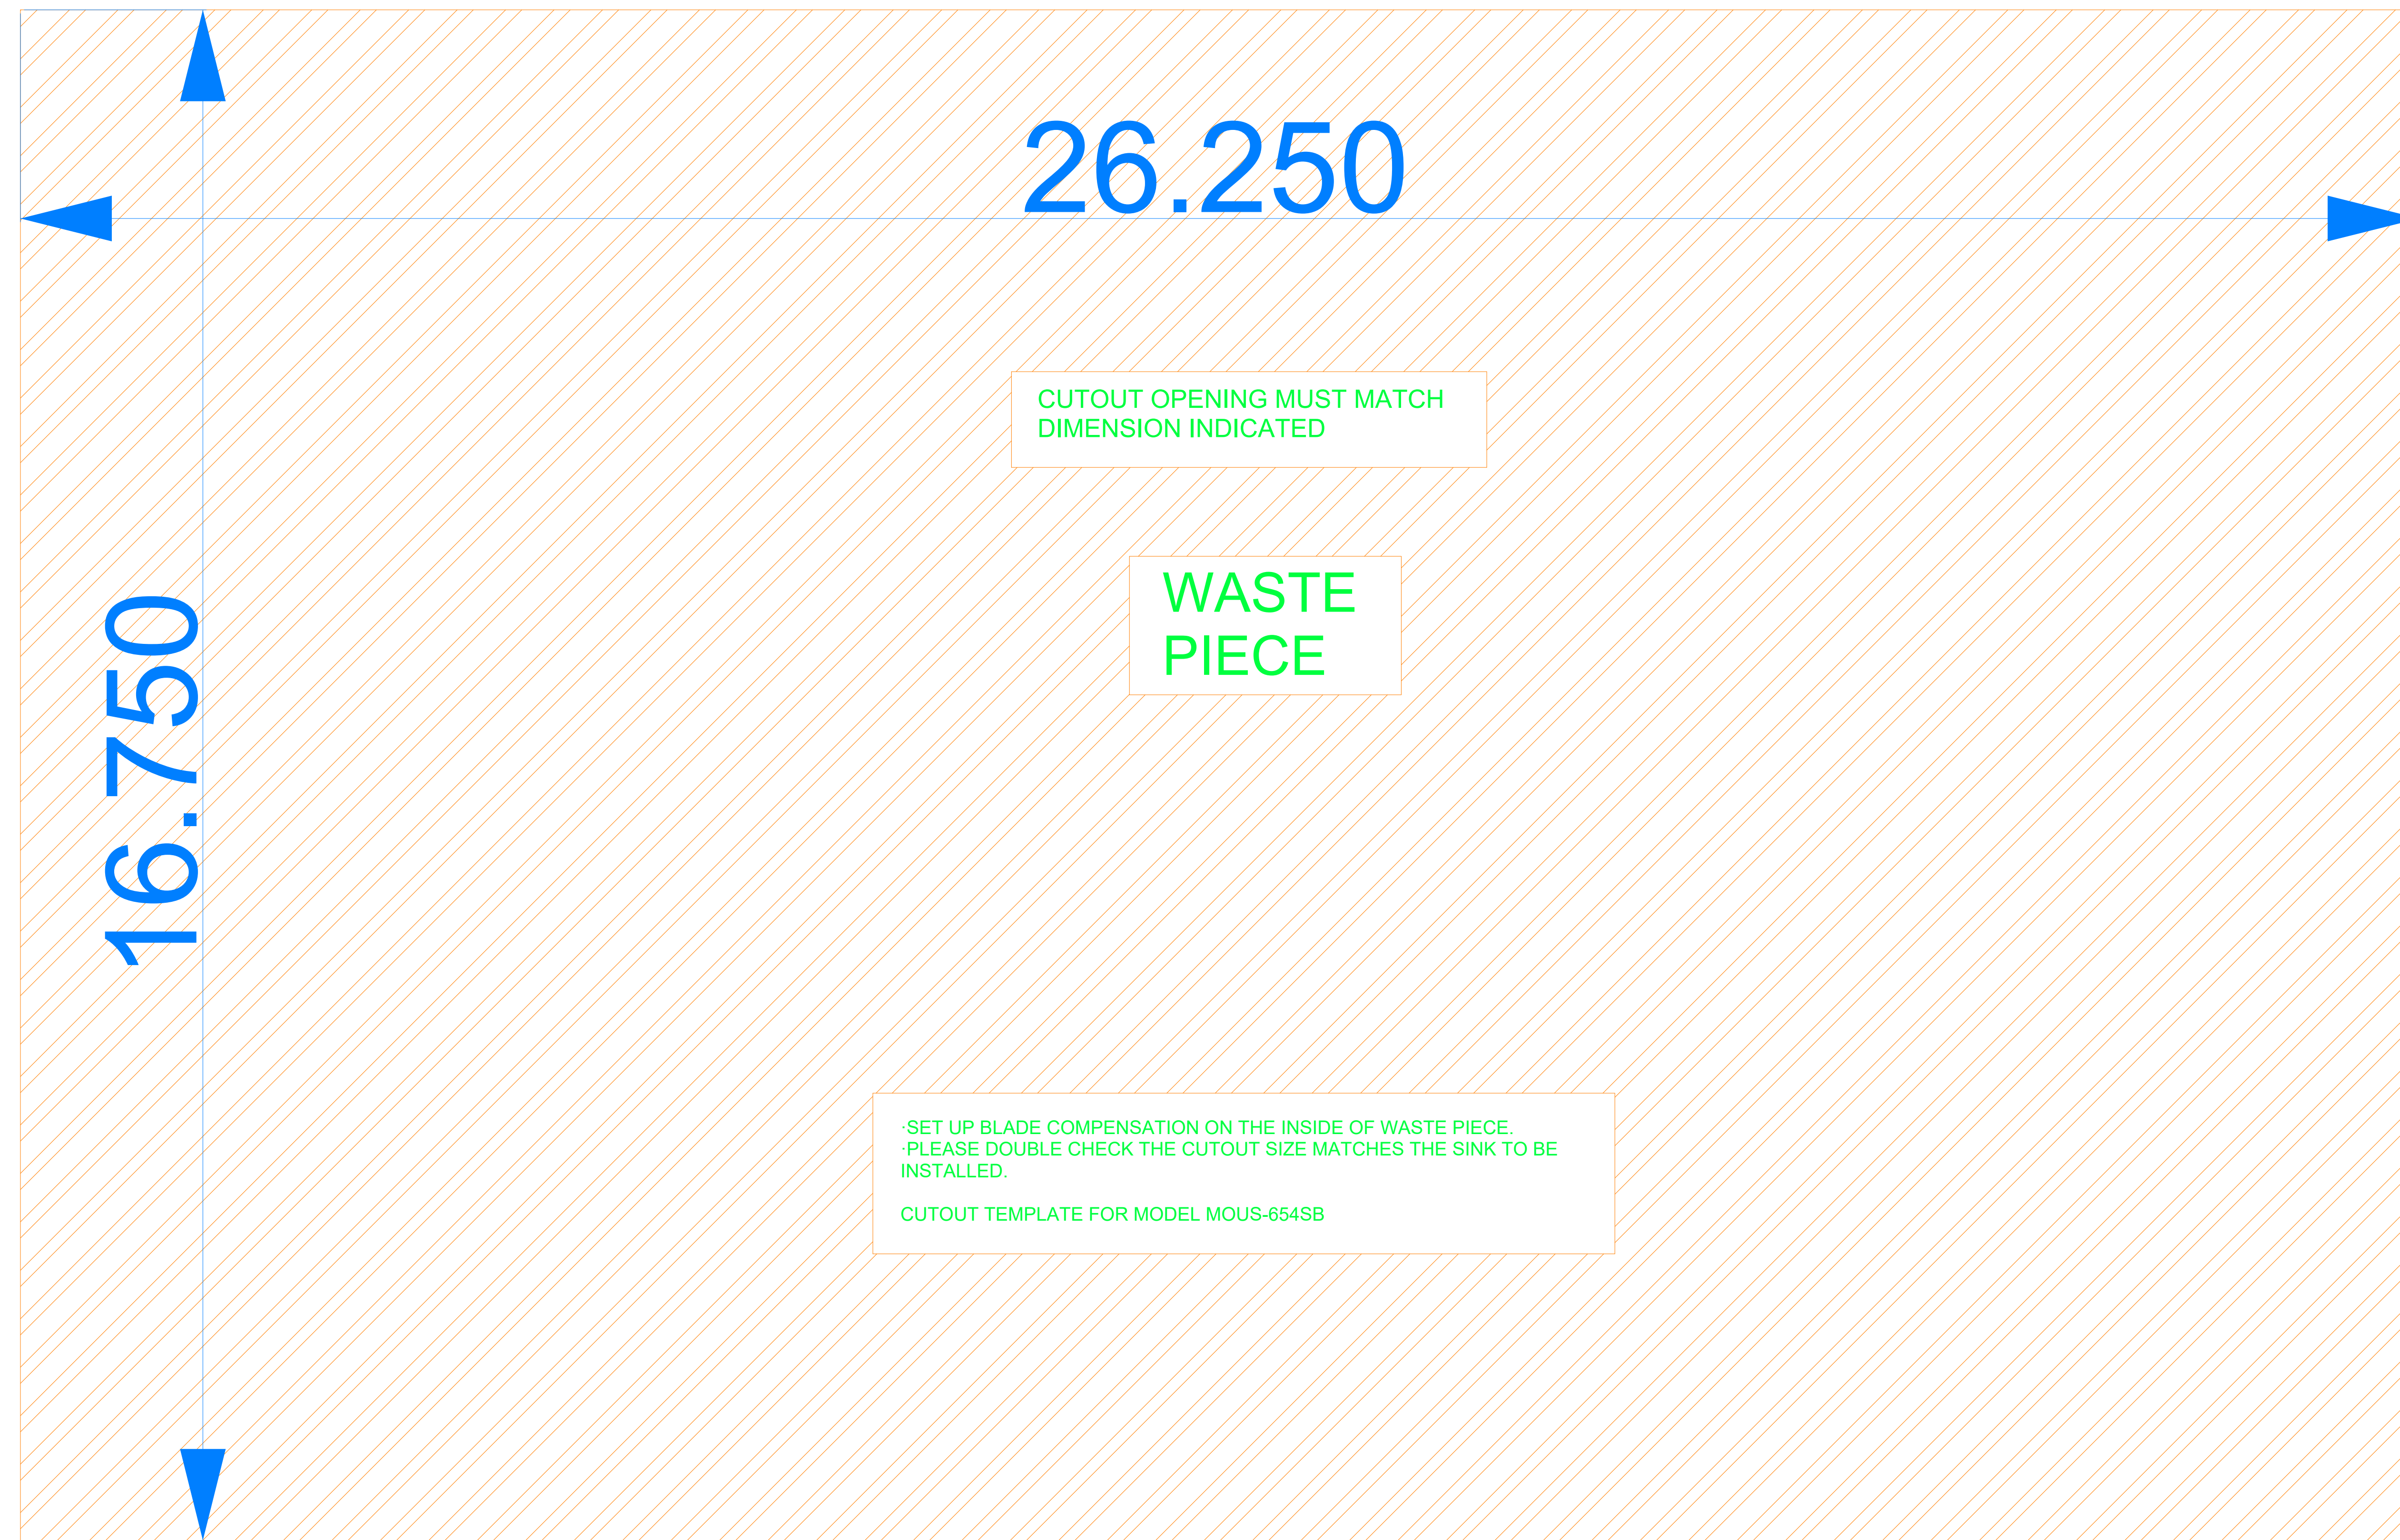 26.250
CUTOUT OPENING MUST MATCH
DIMENSION INDICATED
WASTE
PIECE
16.750
·SET UP BLADE COMPENSATION ON THE INSIDE OF WASTE PIECE.
·PLEASE DOUBLE CHECK THE CUTOUT SIZE MATCHES THE SINK TO BE
INSTALLED.
CUTOUT TEMPLATE FOR MODEL MOUS-654SB